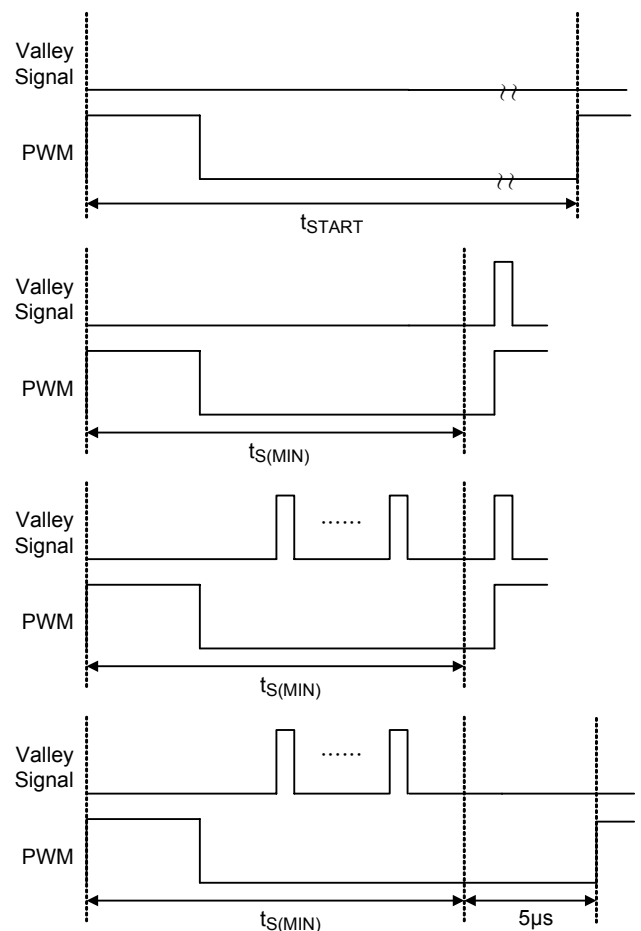 Valley
Signal
PWM
tSTART
Valley
Signal
PWM
tS(MIN)
Valley
Signal
......
PWM
tS(MIN)
Valley
Signal
......
PWM
tS(MIN)
5µs